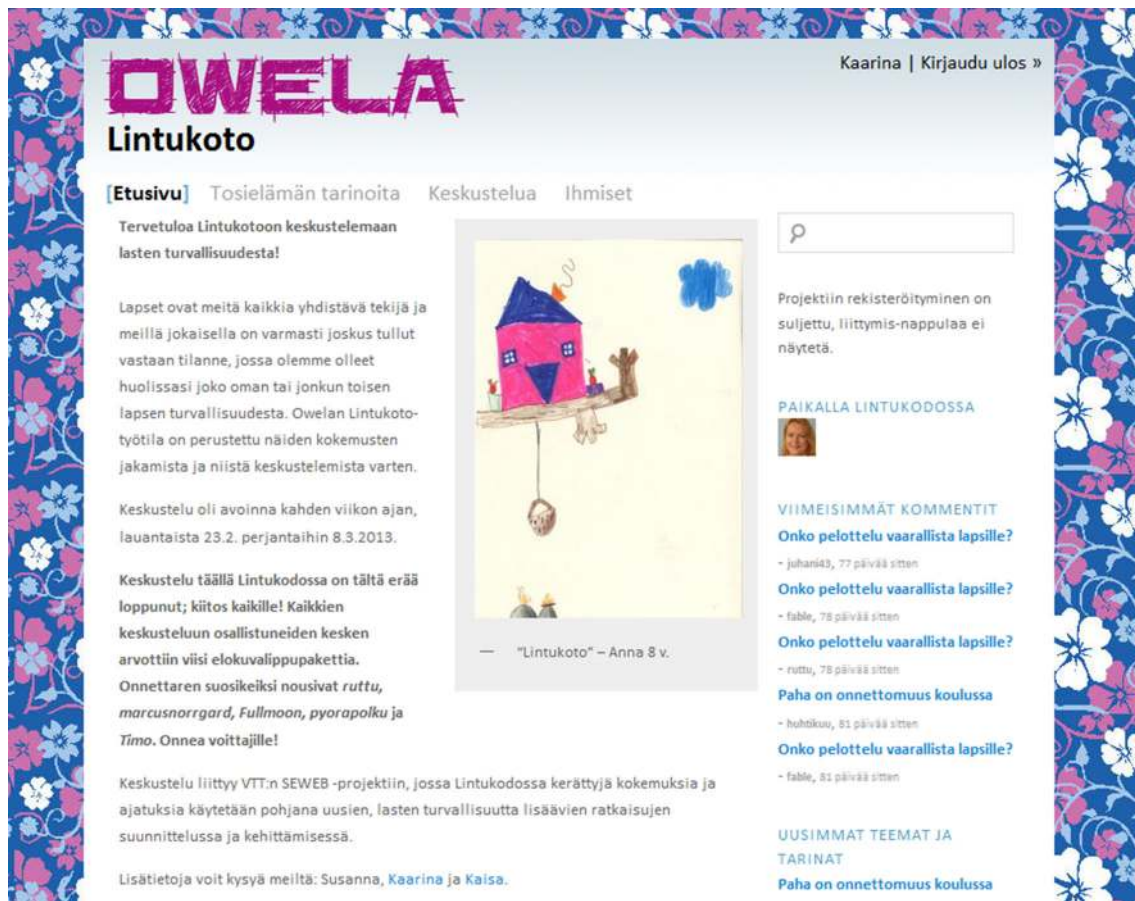 OWELA
Lintukoto
Kaarina | Kirjaudu ulos »
[Etusivu] Tosielämän tarinoita Keskustelua Ihmiset
Tervetuloa Lintukotoon keskustelemaan
lasten turvallisuudesta!
Lapset ovat meitä kaikkia yhdistävä tekijä ja
meillä jokaisella on varmasti joskus tullut
vastaan tilanne, jossa olemme olleet
huolissasi joko oman tai jonkun toisen
lapsen turvallisuudesta. Owelan Lintukoto-
työtila on perustettu näiden kokemusten
jakamista ja niistä keskustelemista varten.
Keskustelu oli avoinna kahden viikon ajan,
lauantaista 23.2. perjantaihin 8.3.2013.
Keskustelu täällä Lintukodossa on tältä erää
loppunut; kiitos kaikille! Kaikkien
keskusteluun osallistuneiden kesken
arvottiin viisi elokuvalippupakettia.
Onnettaren suosikeiksi nousivat ruttu,
marcusnorrgard, Fullmoon, pyorapolku ja
Timo. Onnea voittajille!
— "Lintukoto" – Anna 8 v.
Keskustelu liittyy VTT:n SEWEB -projektiin, jossa Lintukodossa kerättyjä kokemuksia ja
ajatuksia käytetään pohjana uusien, lasten turvallisuutta lisäävien ratkaisujen
suunnittelussa ja kehittämisessä.
Lisätietoja voit kysyä meiltä: Susanna, Kaarina ja Kaisa.
Projektiin rekisteröityminen on
suljettu, liittymis-nappulaa ei
näytetä.
PAIKALLA LINTUKODOSSA
VIIMEISIMMÄT KOMMENTIT
Onko pelottelu vaarallista lapsille?
- juhani43, 77 päivää sitten
Onko pelottelu vaarallista lapsille?
- fable, 78 päivää sitten
Onko pelottelu vaarallista lapsille?
- ruttu, 78 päivää sitten
Paha on onnettomuus koulussa
- huhtikuu, 81 päivää sitten
Onko pelottelu vaarallista lapsille?
- fable, 81 päivää sitten
UUSIMMAT TEEMAT JA
TARINAT
Paha on onnettomuus koulussa